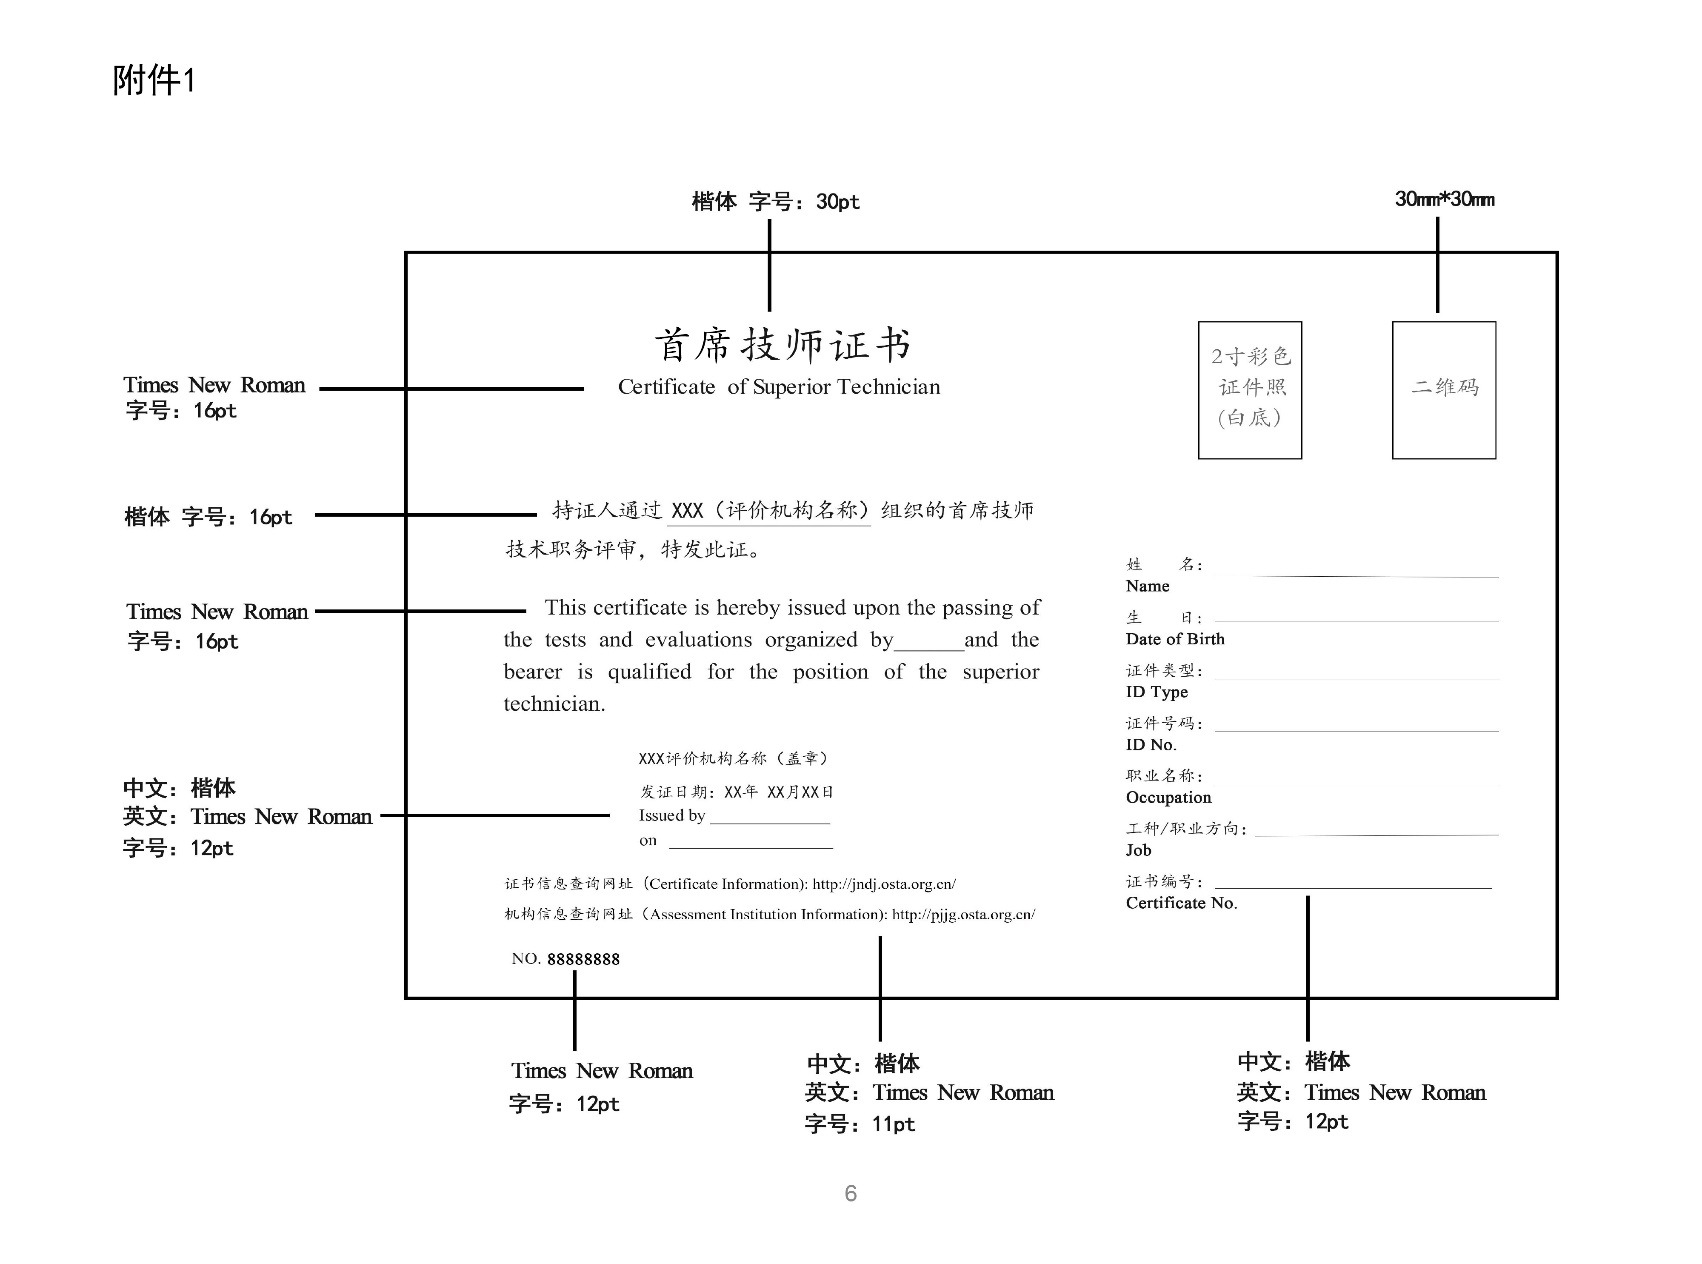 附件1
楷体 字号：30pt
30mm*30mm
首席技师证书
Certificate of Superior Technician
Times New Roman
字号：16pt
2寸彩色
证件照
(白底）
二维码
楷体 字号：16pt
持证人通过 XXX（评价机构名称）组织的首席技师
技术职务评审，特发此证。
Times New Roman
字号：16pt
This certificate is hereby issued upon the passing of
the tests and evaluations organized by______and the
bearer is qualified for the position of the superior
technician.
中文：楷体
英文：Times New Roman
字号：12pt
XXX评价机构名称（盖章）
发证日期：XX年 XX月XX日
Issued by
on
证书信息查询网址（Certificate Information): http://jndj.osta.org.cn/
机构信息查询网址（Assessment Institution Information): http://pjjg.osta.org.cn/
NO. 88888888
姓 名：
Name
生 日：
Date of Birth
证件类型：
ID Type
证件号码：
ID No.
职业名称：
Occupation
工种/职业方向：
Job
证书编号：
Certificate No.
Times New Roman
字号：12pt
中文：楷体
英文：Times New Roman
字号：11pt
中文：楷体
英文：Times New Roman
字号：12pt
6